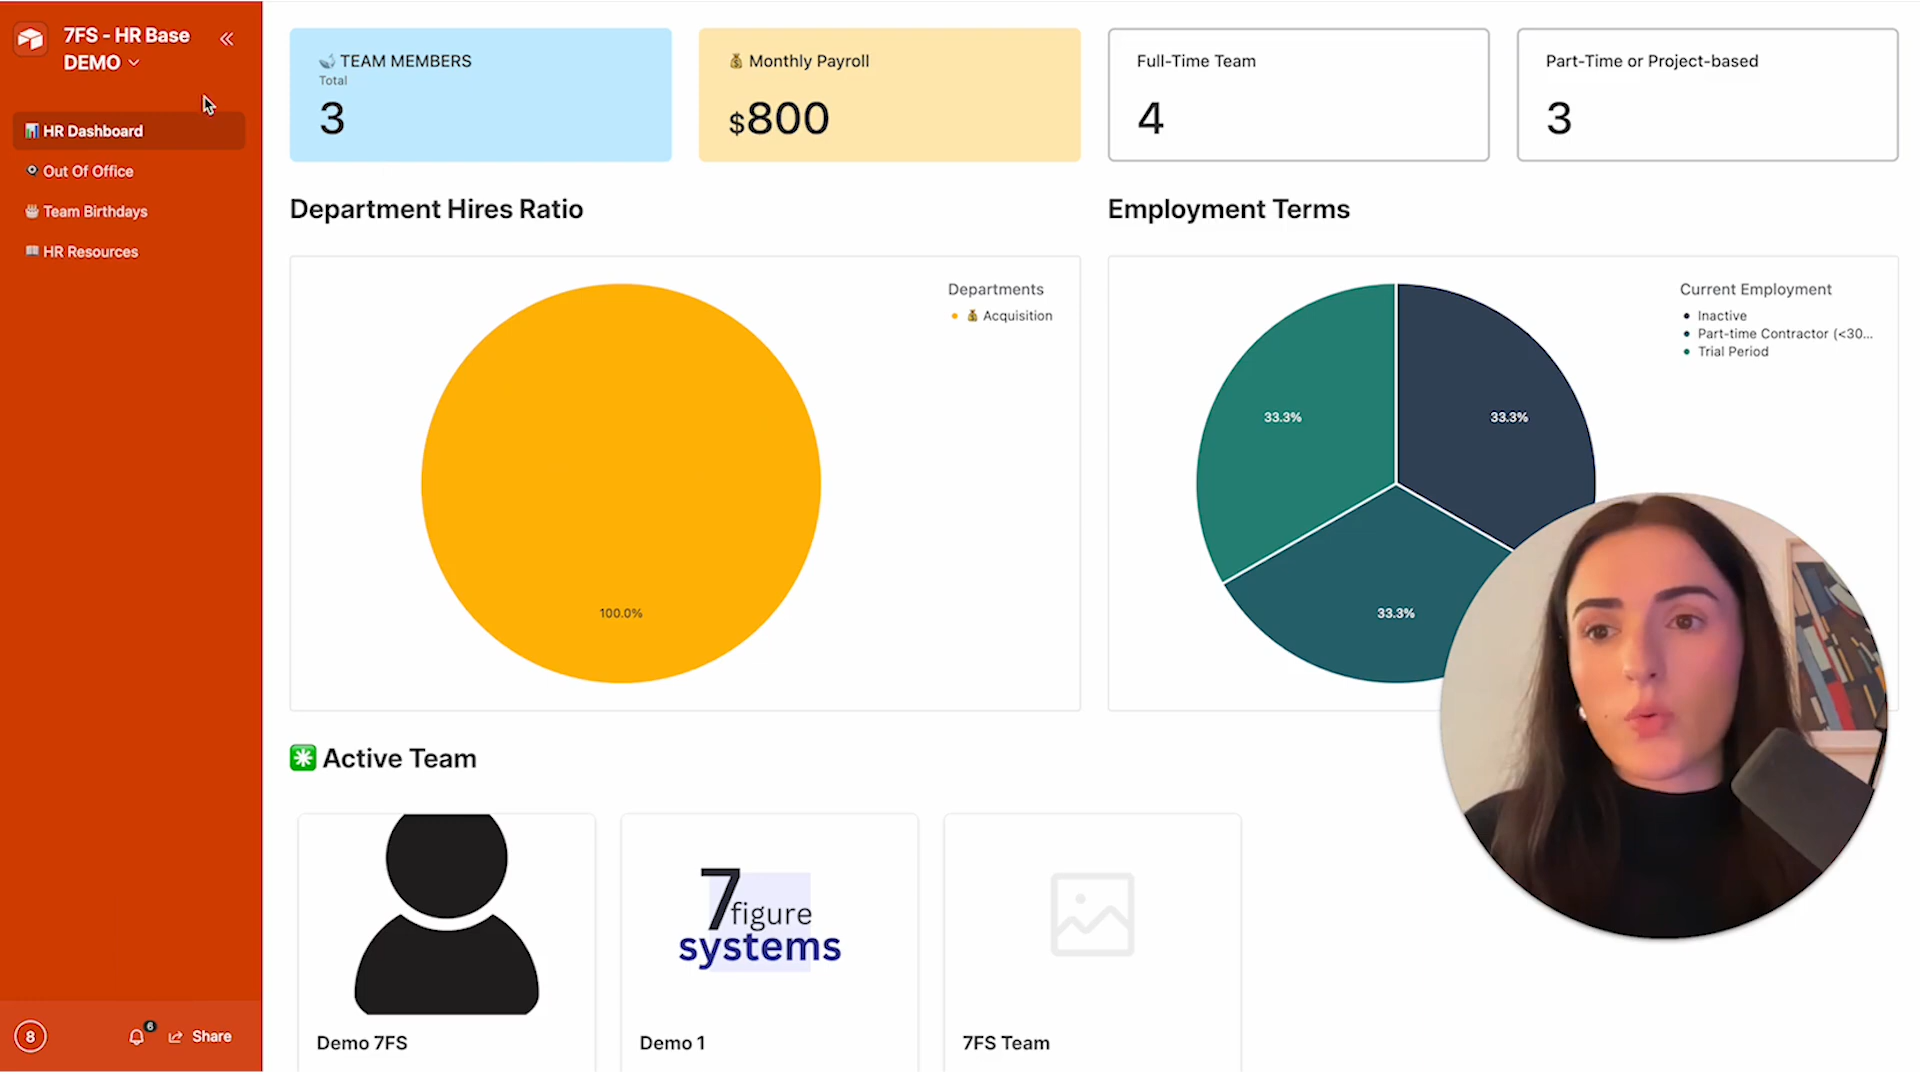 7FS - HR Base
DEMO
📊 HR Dashboard
Out Of Office
🎂 Team Birthdays
📖 HR Resources
8
6
Share
TEAM MEMBERS
Total
3
💰 Monthly Payroll
$800
Full-Time Team
4
Part-Time or Project-based
3
Department Hires Ratio
Departments
💰 Acquisition
100.0%
Employment Terms
Current Employment
Inactive
Part-time Contractor (<30...
Trial Period
33.3%
33.3%
33.3%
✳️ Active Team
7figure
systems
Demo 7FS
Demo 1
7FS Team